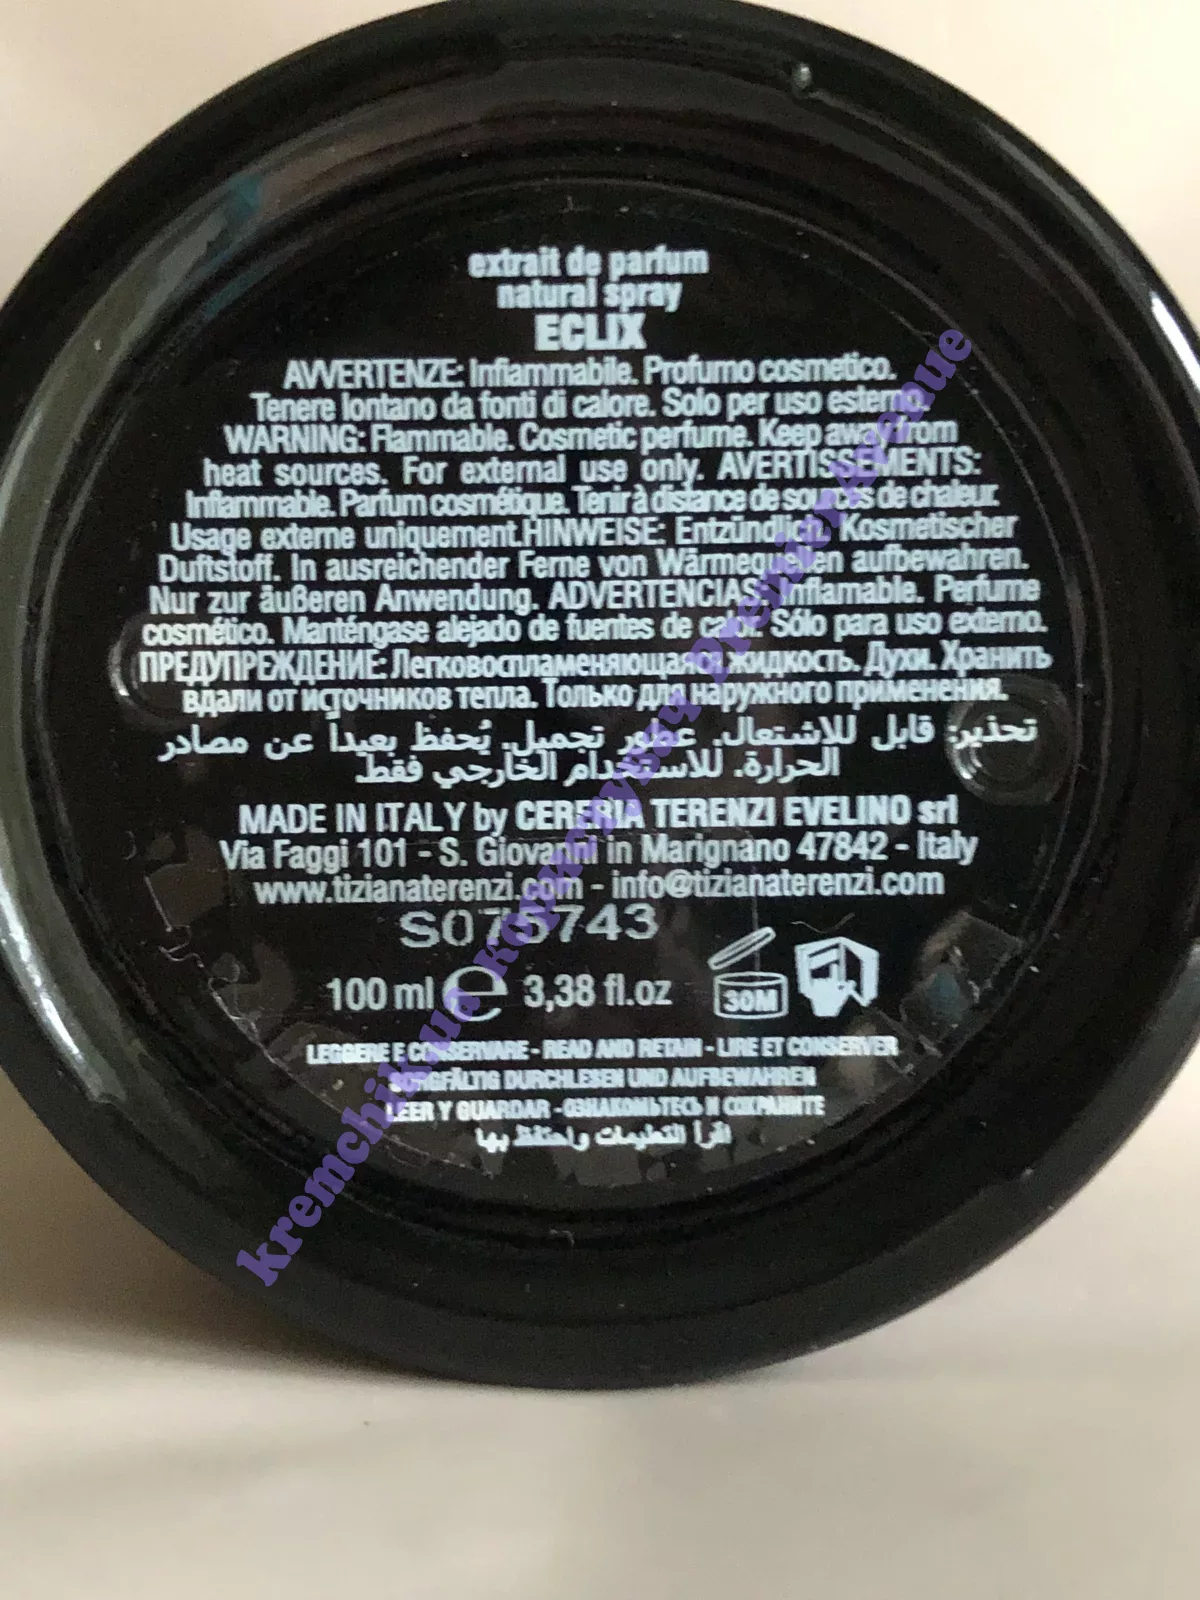 extrait de parfum
natural spray
ECLIX
AVVERTENZE: Infiammabile. Profumo cosmetico.
Tenere lontano da fonti di calore. Solo per uso esterno.
WARNING: Flammable. Cosmetic perfume. Keep away from
heat sources. For external use only. AVERTISSEMENTS:
Inflammable. Parfum cosmétique. Tenir à distance de sources de chaleur.
Usage externe uniquement.HINWEISE: Entzündlich. Kosmetischer
Duftstoff. In ausreichender Ferne von Wärmequellen aufbewahren.
Nur zur äußeren Anwendung. ADVERTENCIAS: Inflamable. Perfume
cosmético. Manténgase alejado de fuentes de calor. Sólo para uso externo.
ПРЕДУПРЕЖДЕНИЕ: Легковоспламеняющаяся жидкость. Духи. Хранить
вдали от источников тепла. Только для наружного применения.
تحذير: قابل للاشتعال. عطور تجميل. يُحفظ بعيداً عن مصادر
الحرارة. للاستخدام الخارجي فقط.
MADE IN ITALY by CERERIA TERENZI EVELINO srl
Via Faggi 101 - S. Giovanni in Marignano 47842 - Italy
www.tizianaterenzi.com - info@tizianaterenzi.com
S075743
100 ml e 3,38 fl.oz 30M
LEGGERE E CONSERVARE - READ AND RETAIN - LIRE ET CONSERVER
SORGFÄLTIG DURCHLESEN UND AUFBEWAHREN
LEER Y GUARDAR - ОЗНАКОМЬТЕСЬ И СОХРАНИТЕ
اقرأ التعليمات واحتفظ بها